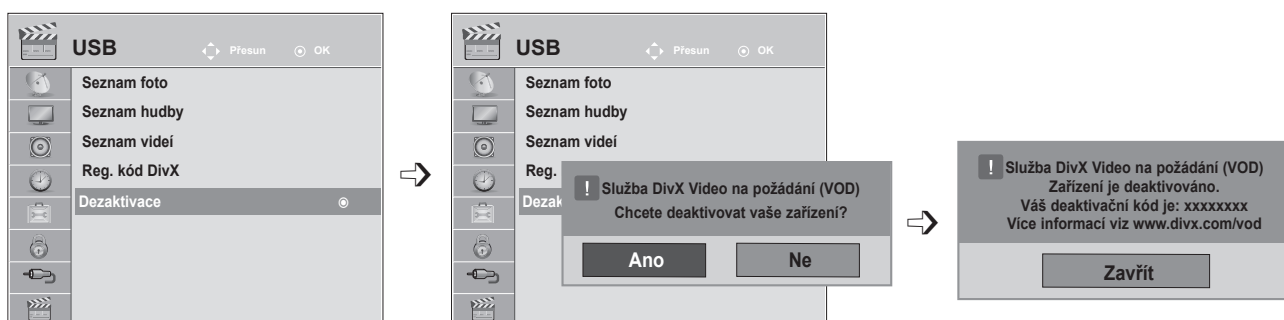 USB
Přesun
OK
Seznam foto
Seznam hudby
Seznam videí
Reg. kód DivX
Dezaktivace
USB
Přesun
OK
Seznam foto
Seznam hudby
Seznam videí
Reg.
Dezak
! Služba DivX Video na požádání (VOD)
Chcete deaktivovat vaše zařízení?
Ano
Ne
! Služba DivX Video na požádání (VOD)
Zařízení je deaktivováno.
Váš deaktivační kód je: xxxxxxxx
Více informací viz www.divx.com/vod
Zavřít